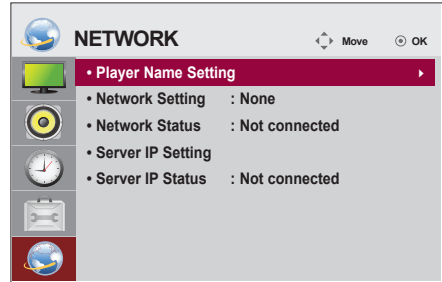 NETWORK
Move
OK
• Player Name Setting
• Network Setting : None
• Network Status : Not connected
• Server IP Setting
• Server IP Status : Not connected